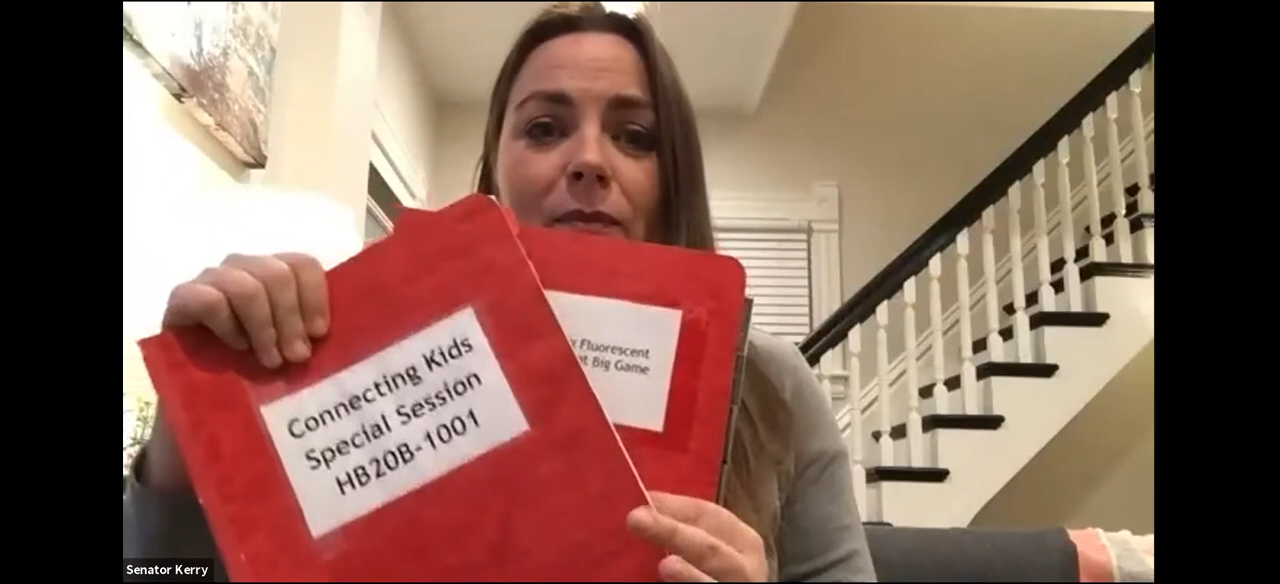 Connecting Kids
Special Session
HB20B-1001
Fluorescent
Big Game
Senator Kerry